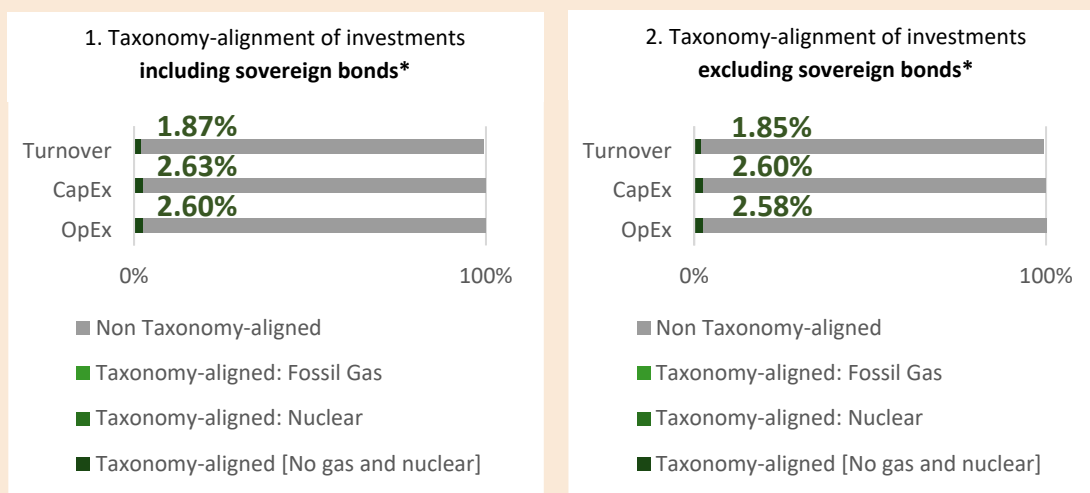 1. Taxonomy-alignment of investments
including sovereign bonds*
1.87%
Turnover
2.63%
CapEx
2.60%
OpEx
0%
100%
Non Taxonomy-aligned
Taxonomy-aligned: Fossil Gas
Taxonomy-aligned: Nuclear
Taxonomy-aligned [No gas and nuclear]
2. Taxonomy-alignment of investments
excluding sovereign bonds*
1.85%
Turnover
2.60%
CapEx
2.58%
OpEx
0%
100%
Non Taxonomy-aligned
Taxonomy-aligned: Fossil Gas
Taxonomy-aligned: Nuclear
Taxonomy-aligned [No gas and nuclear]